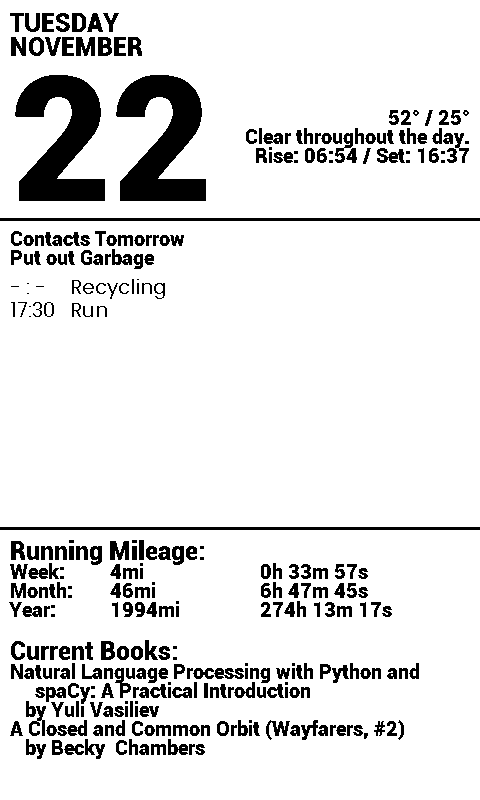 TUESDAY
NOVEMBER
22
52° / 25°
Clear throughout the day.
Rise: 06:54 / Set: 16:37
Contacts Tomorrow
Put out Garbage
- : - Recycling
17:30 Run
Running Mileage:
Week: 4mi 0h 33m 57s
Month: 46mi 6h 47m 45s
Year: 1994mi 274h 13m 17s
Current Books:
Natural Language Processing with Python and
spaCy: A Practical Introduction
by Yuli Vasiliev
A Closed and Common Orbit (Wayfarers, #2)
by Becky  Chambers